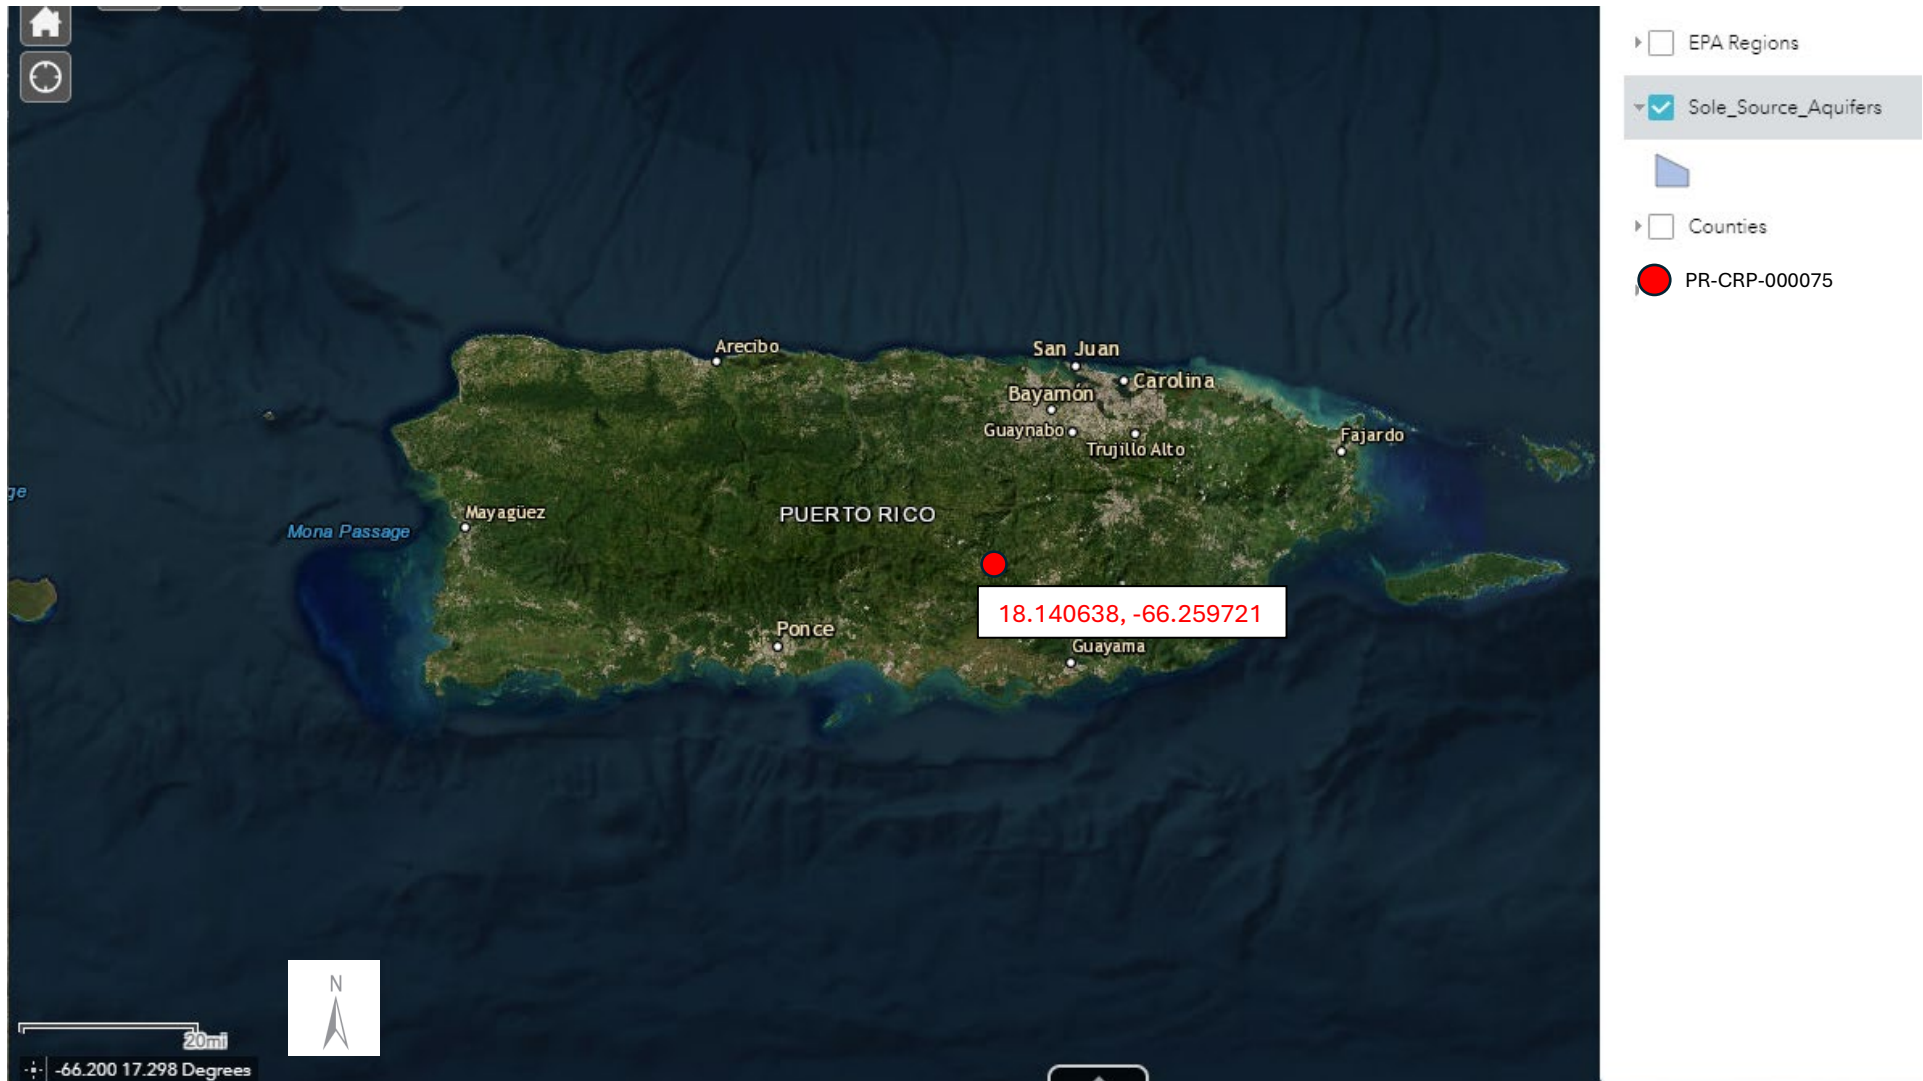 EPA Regions
Sole_Source_Aquifers
Counties
PR-CRP-000075
Arecibo
San Juan
Carolina
Bayamón
Guaynabo
Trujillo Alto
Fajardo
ge
Mayagüez
PUERTO RICO
Mona Passage
18.140638, -66.259721
Ponce
Guayama
N
20mi
-66.200 17.298 Degrees